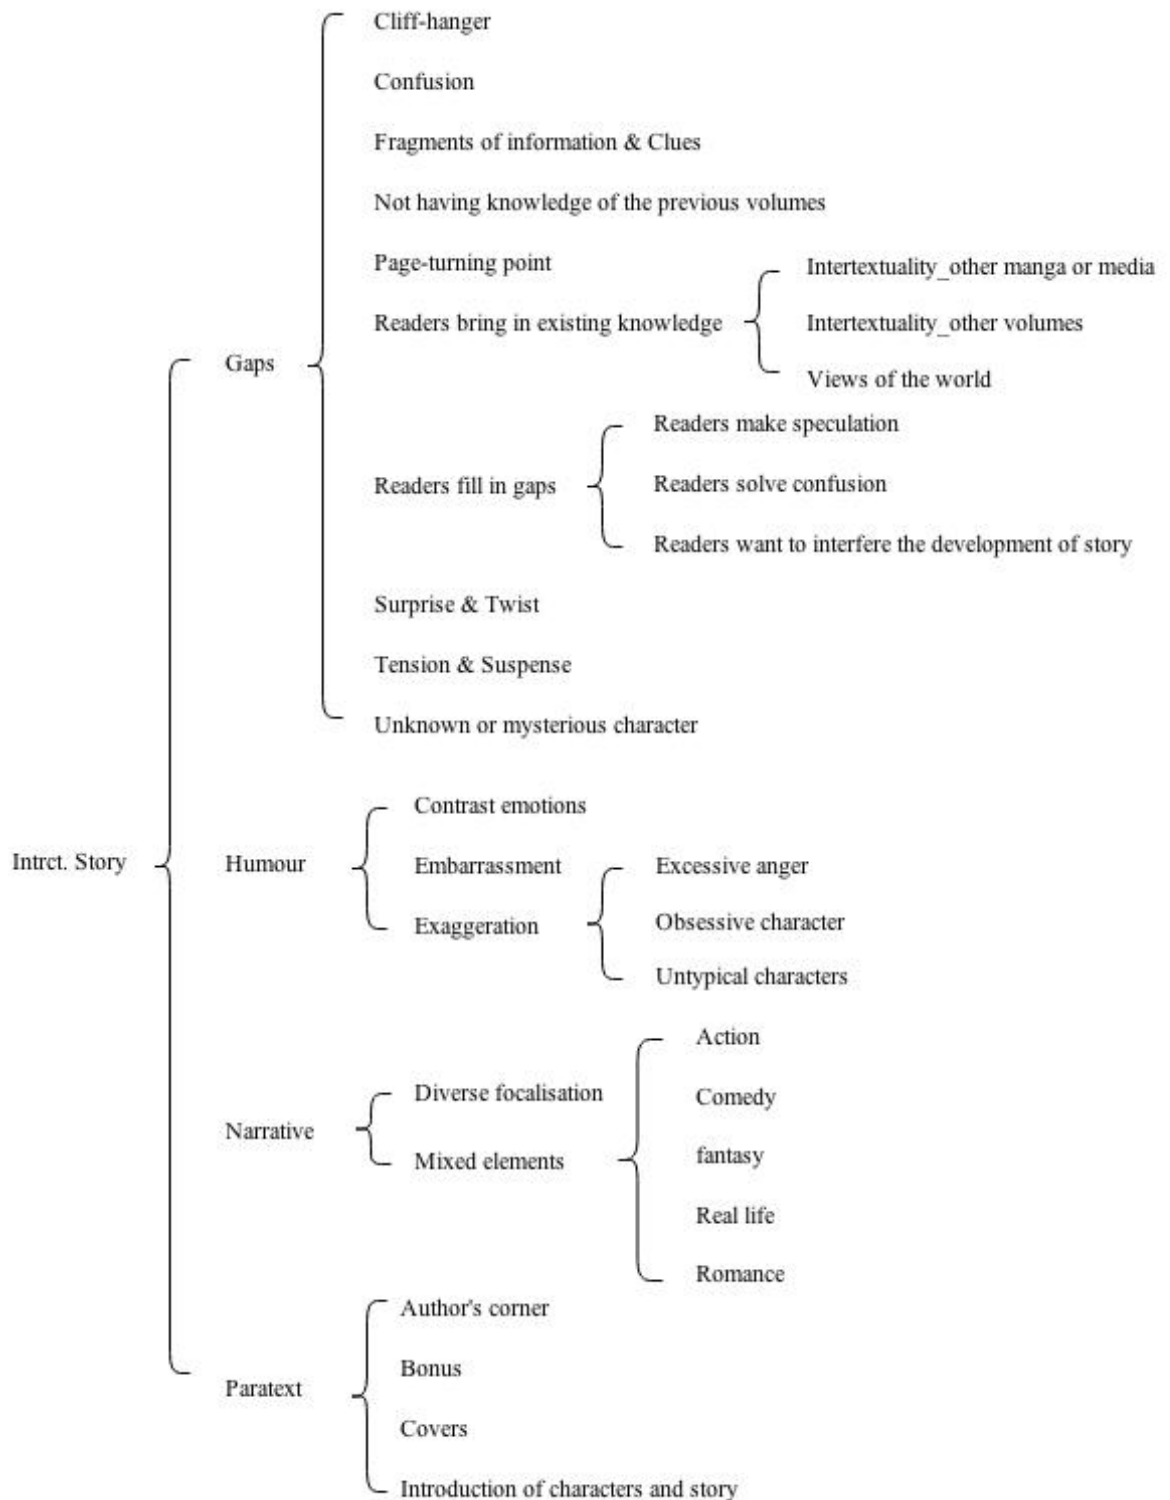 Cliff-hanger
Confusion
Fragments of information & Clues
Not having knowledge of the previous volumes
Page-turning point
Intertextuality_other manga or media
Readers bring in existing knowledge
Intertextuality_other volumes
Gaps
Views of the world
Readers make speculation
Readers fill in gaps
Readers solve confusion
Readers want to interfere the development of story
Surprise & Twist
Tension & Suspense
Unknown or mysterious character
Contrast emotions
Intrct. Story
Humour
Embarrassment
Excessive anger
Exaggeration
Obsessive character
Untypical characters
Action
Diverse focalisation
Comedy
Narrative
Mixed elements
fantasy
Real life
Romance
Author's corner
Bonus
Paratext
Covers
Introduction of characters and story